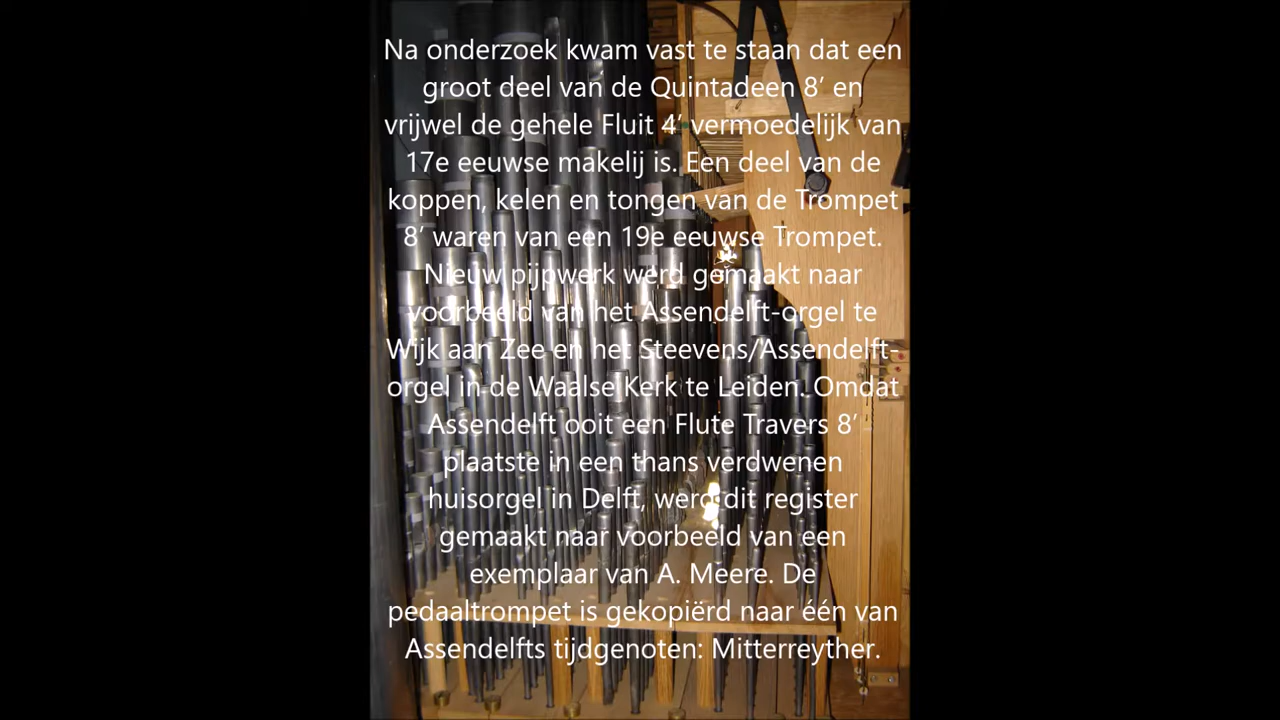 Na onderzoek kwam vast te staan dat een
groot deel van de Quintadeen 8’ en
vrijwel de gehele Fluit 4’ vermoedelijk van
17e eeuwse makelij is. Een deel van de
koppen, kelen en tongen van de Trompet
8’ waren van een 19e eeuwse Trompet.
Nieuw pijpwerk werd gemaakt naar
voorbeeld van het Assendelft-orgel te
Wijk aan Zee en het Steevens/Assendelft-
orgel in de Waalse Kerk te Leiden. Omdat
Assendelft ooit een Flute Travers 8’
plaatste in een thans verdwenen
huisorgel in Delft, werd dit register
gemaakt naar voorbeeld van een
exemplaar van A. Meere. De
pedaaltrompet is gekopiërd naar één van
Assendelfts tijdgenoten: Mitterreyther.